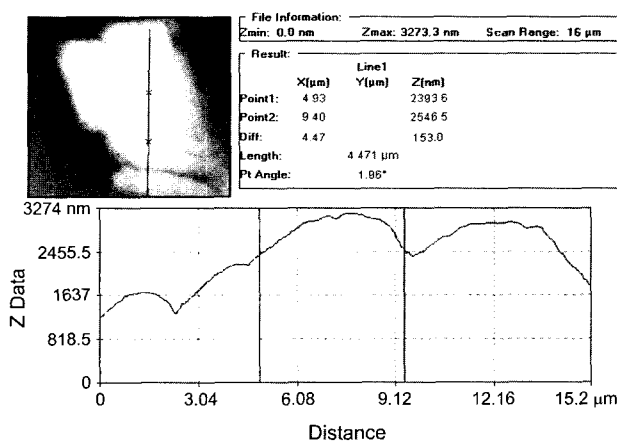 File Information:
Zmin: 0.0 nm Zmax: 3273.3 nm Scan Range: 16 µm
Result:
Line1
X[µm] Y[µm] Z[nm]
Point1: 4.93 2393 6
Point2: 9.40 2546 5
Diff: 4.47 153.0
Length: 4.471 µm
Pt Angle: 1.96°
3274 nm
2455.5
1637
818.5
0
Z Data
0 3.04 6.08 9.12 12.16 15.2 µm
Distance